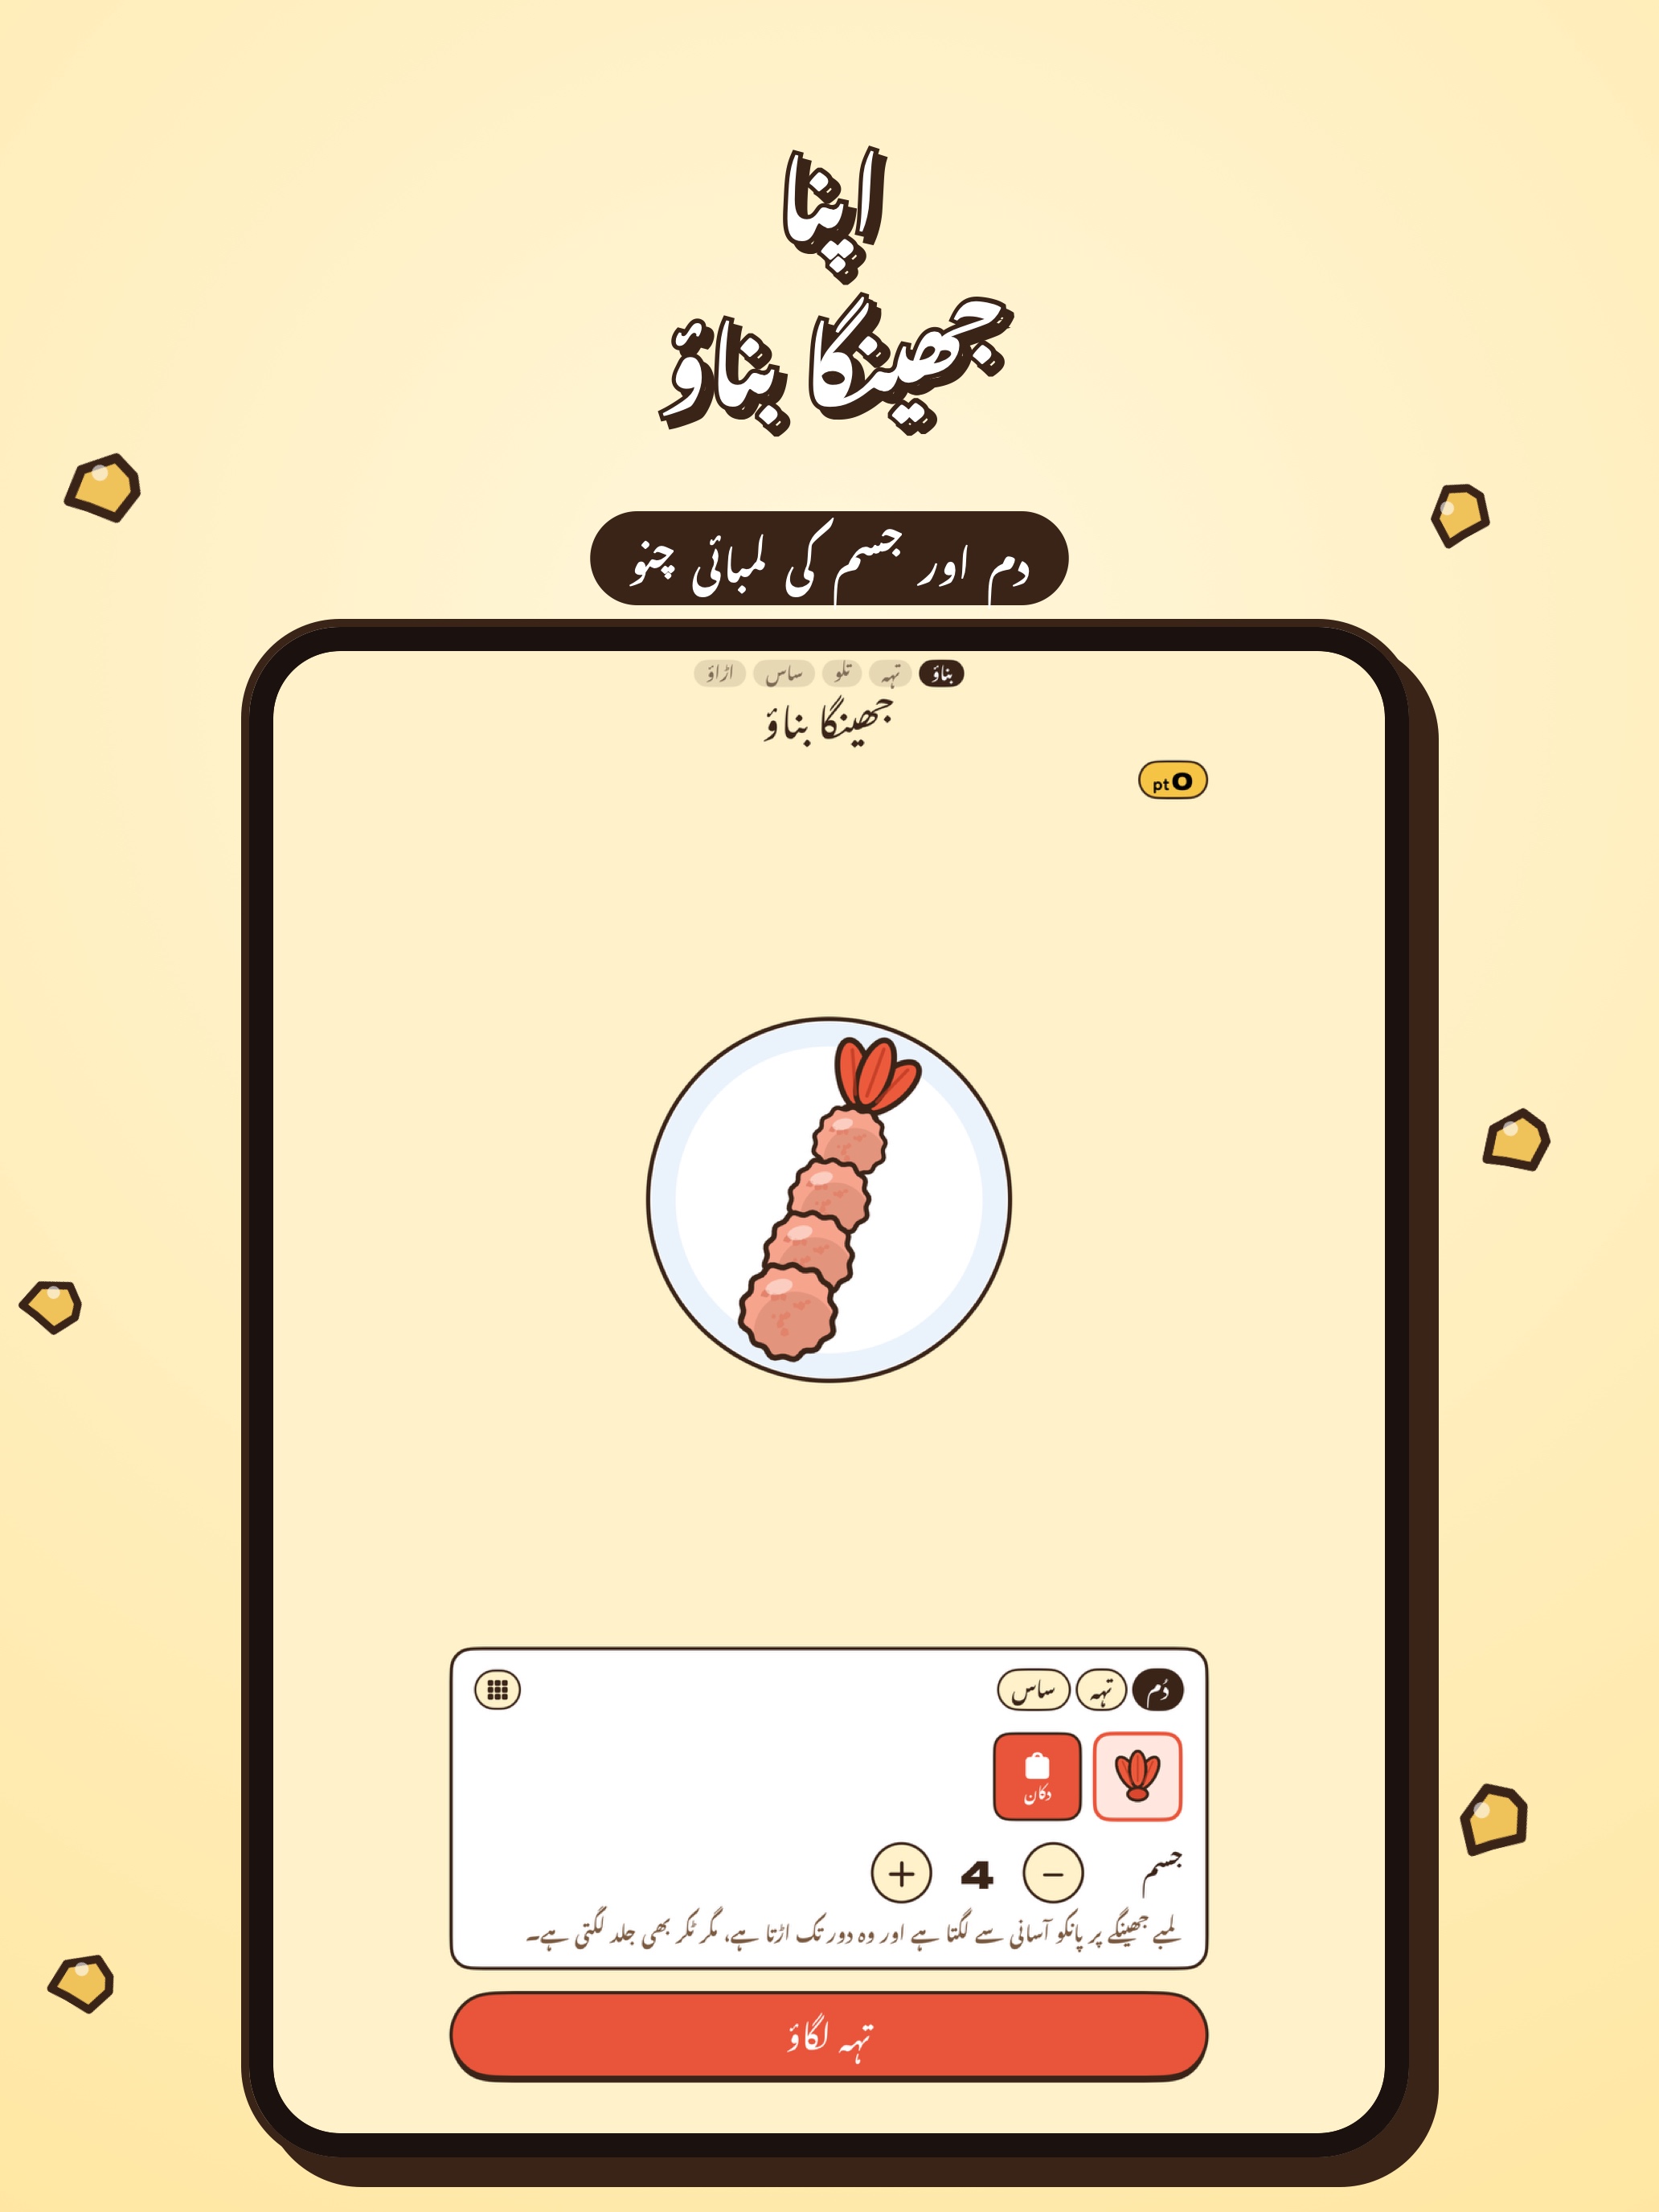 اپنا
جھینگا بناؤ
دم اور جسم کی لمبائی چنو
بناؤ تہہ تلو ساس اڑاؤ
جھینگا بناؤ
0 pt
دُم تہہ ساس
دکان
جسم − 4 +
لمبے جھینگے پر پانکو آسانی سے لگتا ہے اور وہ دور تک اڑتا ہے، مگر ٹکر بھی جلد لگتی ہے۔
تہہ لگاؤ